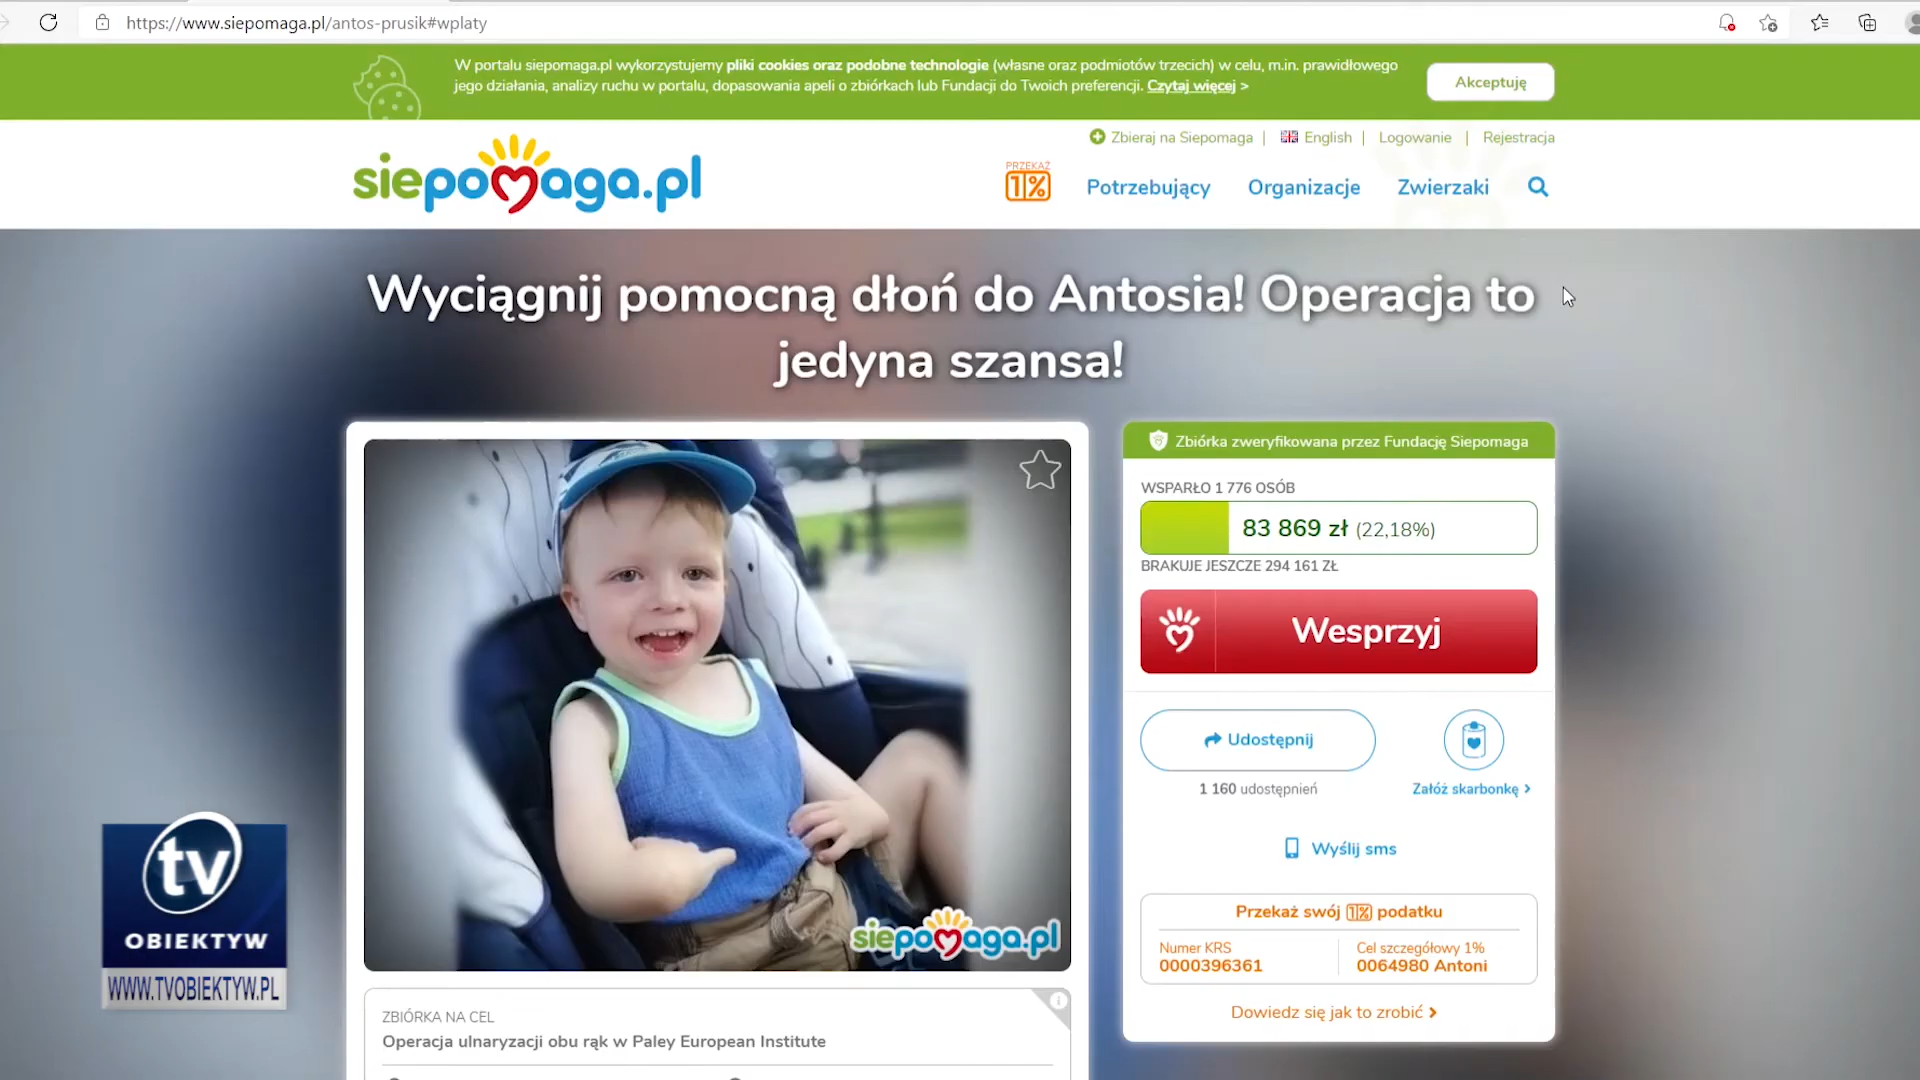 https://www.siepomaga.pl/antos-prusik#wplaty
W portalu siepomaga.pl wykorzystujemy pliki cookies oraz podobne technologie (własne oraz podmiotów trzecich) w celu, m.in. prawidłowego
jego działania, analizy ruchu w portalu, dopasowania apeli o zbiórkach lub Fundacji do Twoich preferencji. Czytaj więcej >
Akceptuję
Zbieraj na Siepomaga | English | Logowanie | Rejestracja
siepomaga.pl
PRZEKAŻ
1%
Potrzebujący
Organizacje
Zwierzaki
Wyciągnij pomocną dłoń do Antosia! Operacja to
jedyna szansa!
Zbiórka zweryfikowana przez Fundację Siepomaga
WSPARŁO 1 776 OSÓB
83 869 zł (22,18%)
BRAKUJE JESZCZE 294 161 ZŁ
Wesprzyj
Udostępnij
1 160 udostępnień
Załóż skarbonkę >
Wyślij sms
Przekaż swój 1% podatku
Numer KRS
0000396361
Cel szczegółowy 1%
0064980 Antoni
Dowiedz się jak to zrobić >
siepomaga.pl
ZBIÓRKA NA CEL
Operacja ulnaryzacji obu rąk w Paley European Institute
tv
OBIEKTYW
WWW.TVOBIEKTYW.PL